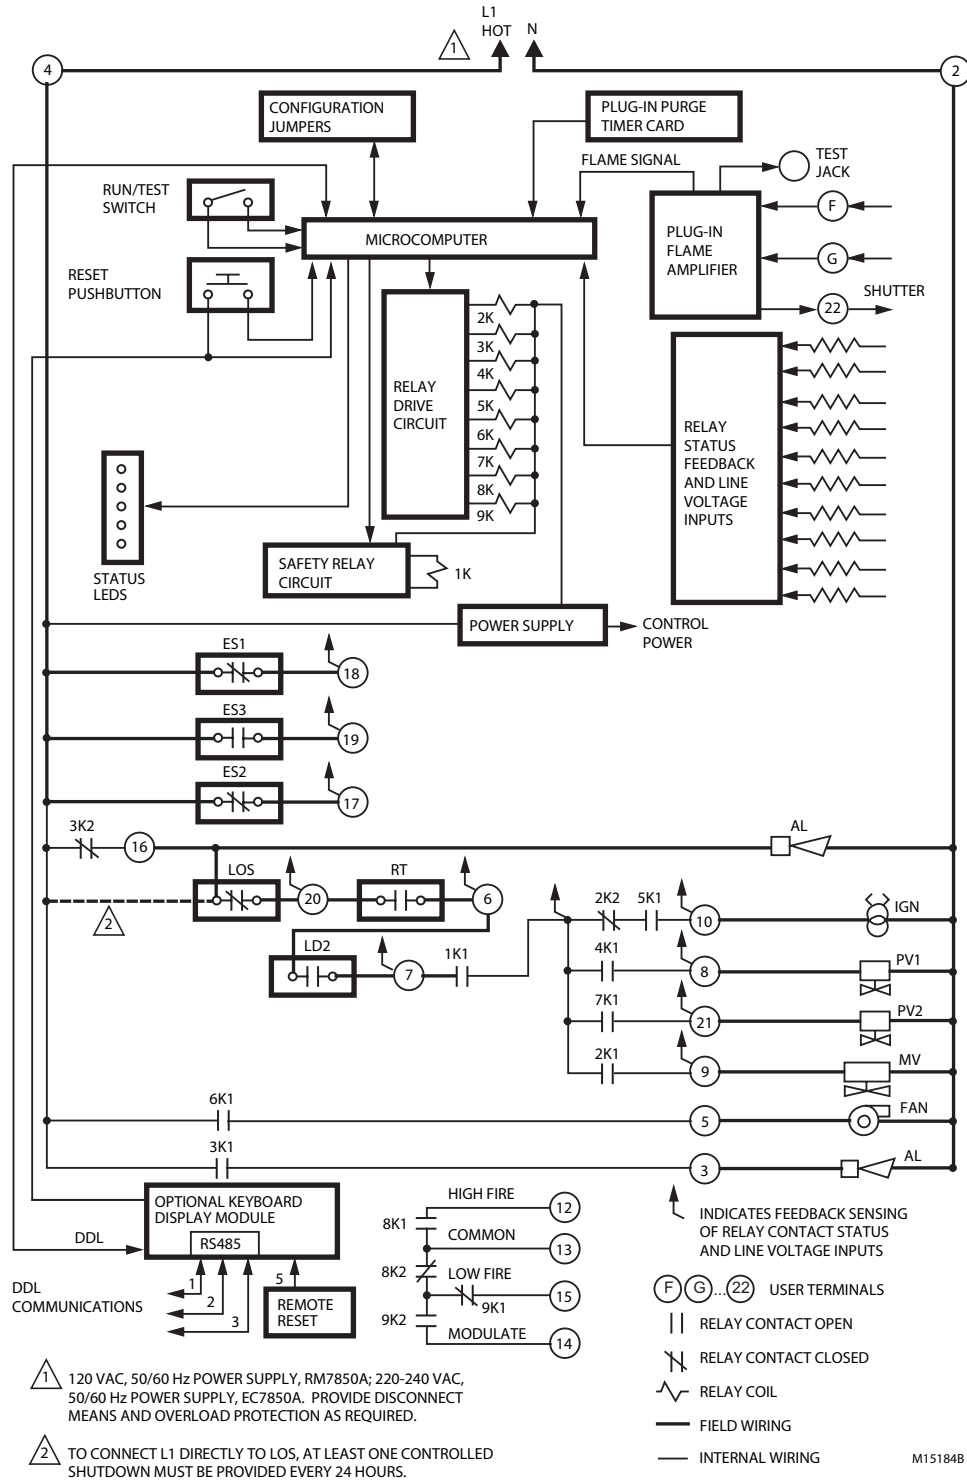 L1
HOT
N
1
4
2
CONFIGURATION
JUMPERS
PLUG-IN PURGE
TIMER CARD
FLAME SIGNAL
TEST
JACK
RUN/TEST
SWITCH
F
MICROCOMPUTER
PLUG-IN
FLAME
AMPLIFIER
G
RESET
PUSHBUTTON
SHUTTER
22
2K
3K
4K
5K
6K
7K
8K
9K
RELAY
DRIVE
CIRCUIT
RELAY
STATUS
FEEDBACK
AND LINE
VOLTAGE
INPUTS
STATUS
LEDS
SAFETY RELAY
CIRCUIT
1K
POWER SUPPLY
CONTROL
POWER
ES1
18
ES3
19
ES2
17
3K2
16
AL
LOS
20
RT
6
2
LD2
7
1K1
2K2
5K1
10
IGN
4K1
8
PV1
7K1
21
PV2
2K1
9
MV
6K1
5
FAN
3K1
3
AL
OPTIONAL KEYBOARD
DISPLAY MODULE
RS485
DDL
DDL
COMMUNICATIONS
1
2
3
5
REMOTE
RESET
HIGH FIRE
12
8K1
COMMON
13
8K2
LOW FIRE
9K1
15
9K2
MODULATE
14
INDICATES FEEDBACK SENSING
OF RELAY CONTACT STATUS
AND LINE VOLTAGE INPUTS
F G ... 22 USER TERMINALS
RELAY CONTACT OPEN
RELAY CONTACT CLOSED
RELAY COIL
FIELD WIRING
INTERNAL WIRING
1 120 VAC, 50/60 Hz POWER SUPPLY, RM7850A; 220-240 VAC,
50/60 Hz POWER SUPPLY, EC7850A. PROVIDE DISCONNECT
MEANS AND OVERLOAD PROTECTION AS REQUIRED.
2 TO CONNECT L1 DIRECTLY TO LOS, AT LEAST ONE CONTROLLED
SHUTDOWN MUST BE PROVIDED EVERY 24 HOURS.
M15184B